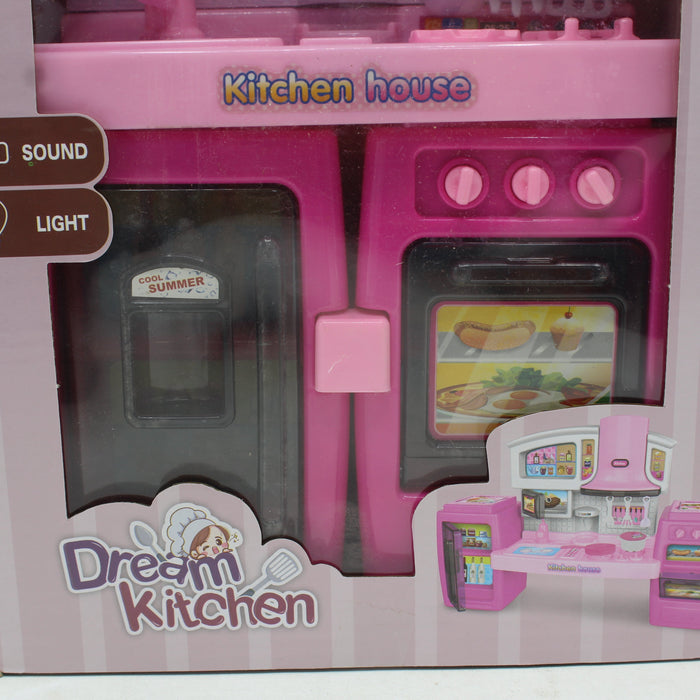 Kitchen house
SOUND
LIGHT
COOL
SUMMER
Dream
Kitchen
Kitchen house